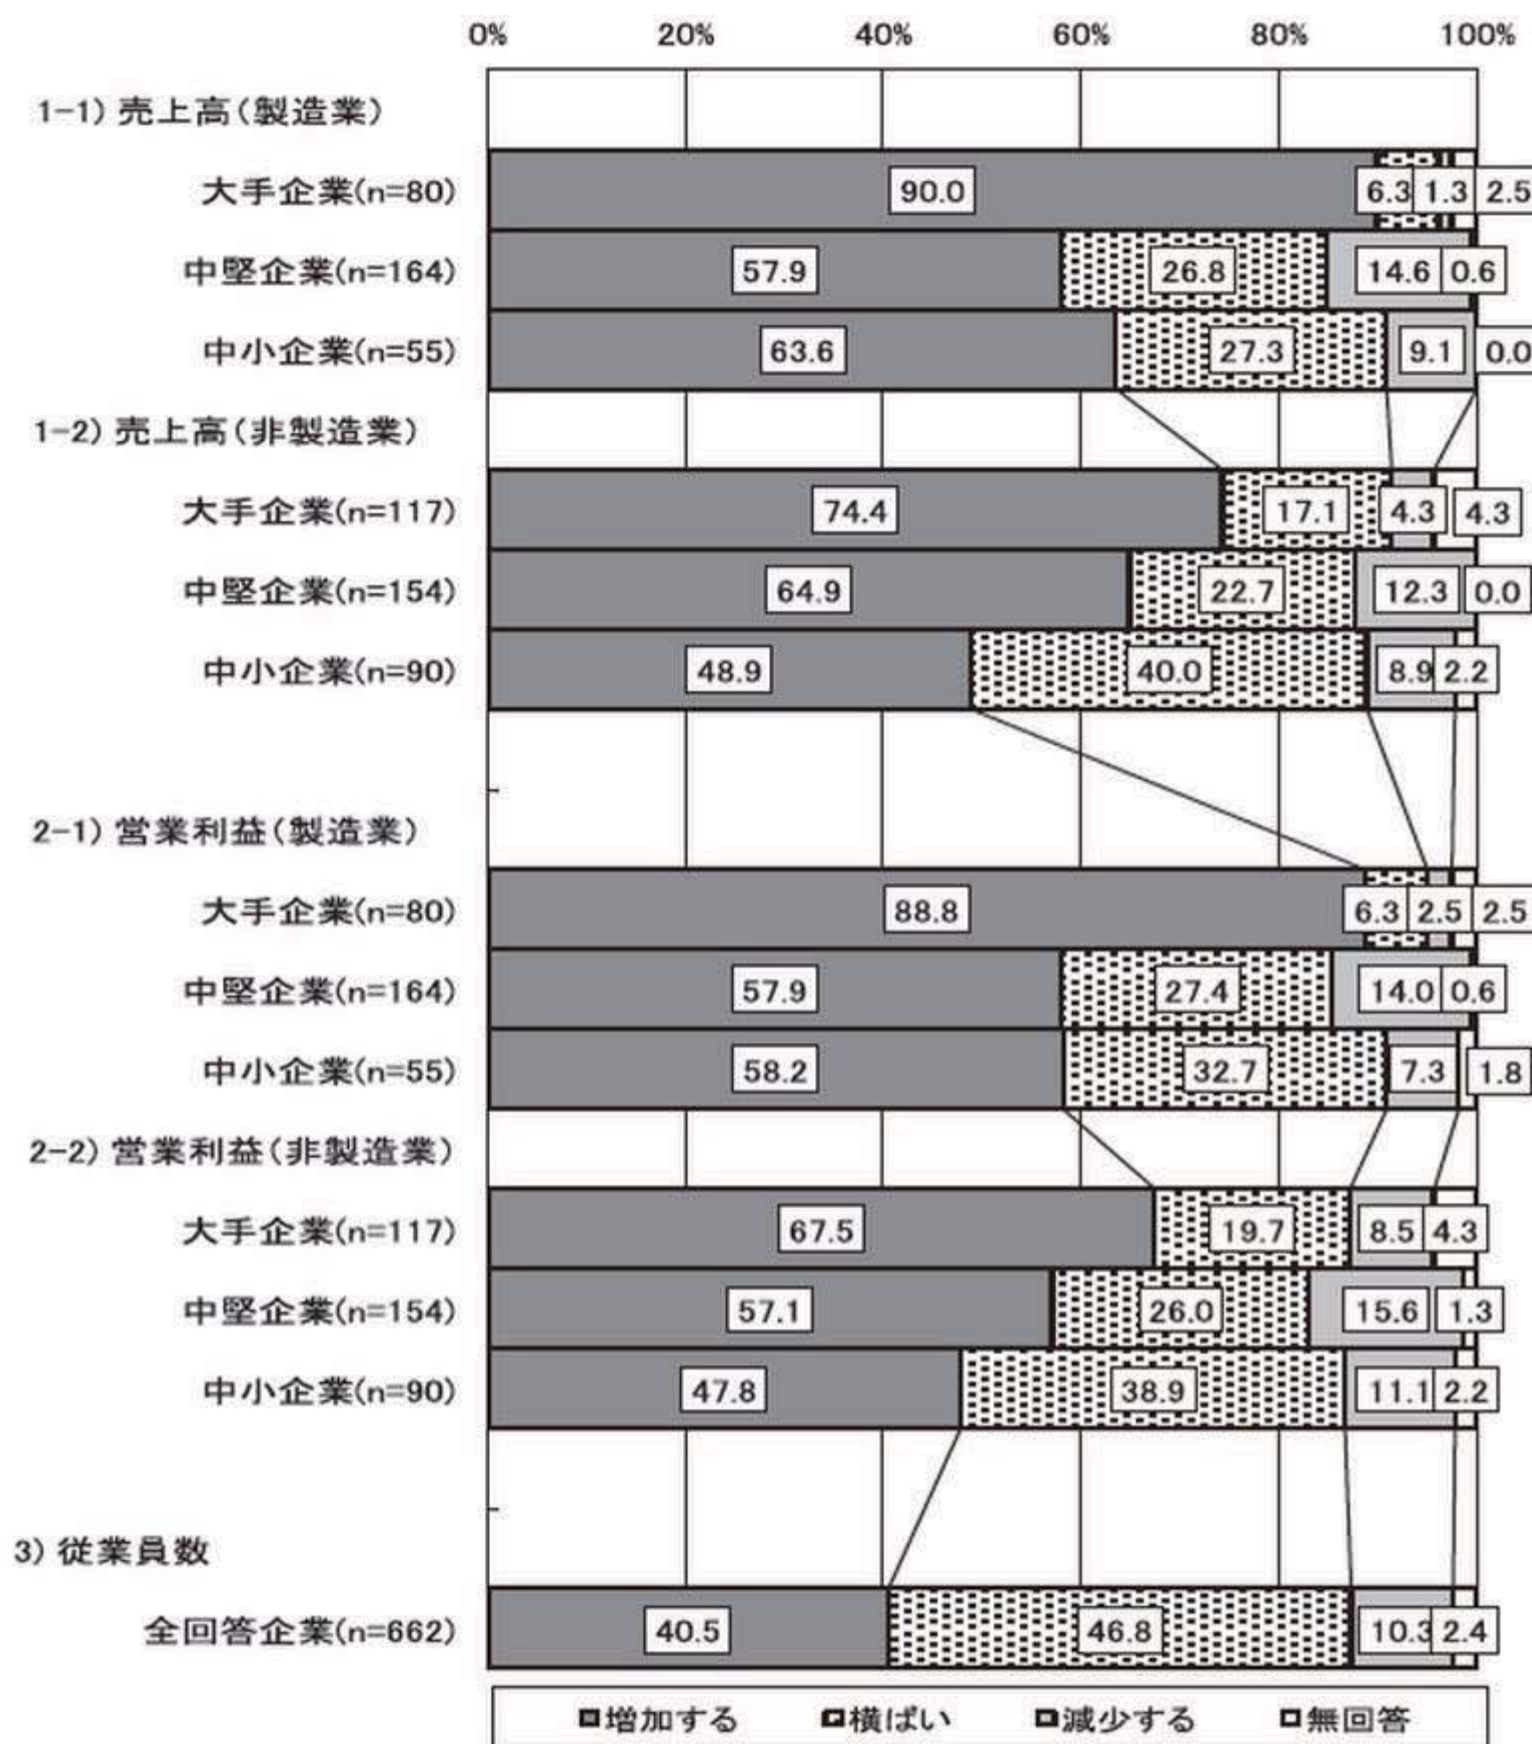 0% 20% 40% 60% 80% 100%
1-1) 売上高(製造業)
大手企業(n=80) 90.0 6.3 1.3 2.5
中堅企業(n=164) 57.9 26.8 14.6 0.6
中小企業(n=55) 63.6 27.3 9.1 0.0
1-2) 売上高(非製造業)
大手企業(n=117) 74.4 17.1 4.3 4.3
中堅企業(n=154) 64.9 22.7 12.3 0.0
中小企業(n=90) 48.9 40.0 8.9 2.2
2-1) 営業利益(製造業)
大手企業(n=80) 88.8 6.3 2.5 2.5
中堅企業(n=164) 57.9 27.4 14.0 0.6
中小企業(n=55) 58.2 32.7 7.3 1.8
2-2) 営業利益(非製造業)
大手企業(n=117) 67.5 19.7 8.5 4.3
中堅企業(n=154) 57.1 26.0 15.6 1.3
中小企業(n=90) 47.8 38.9 11.1 2.2
3) 従業員数
全回答企業(n=662) 40.5 46.8 10.3 2.4
増加する 横ばい 減少する 無回答